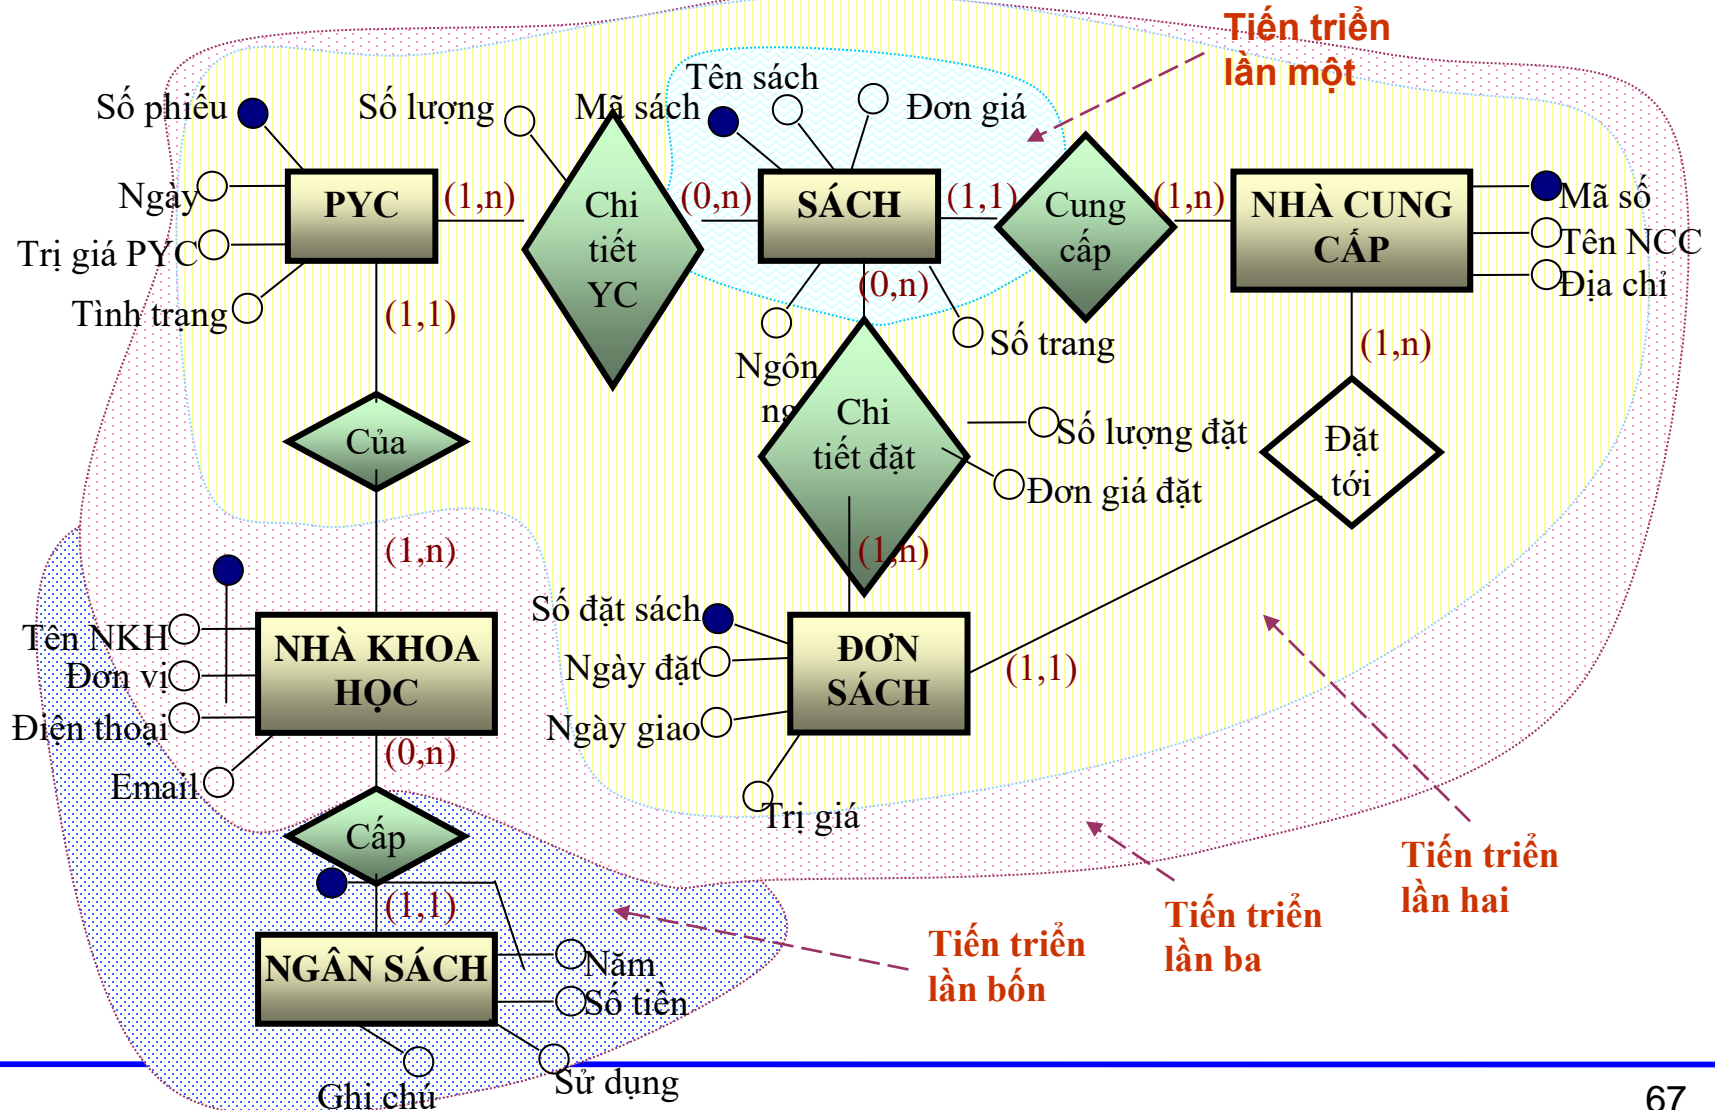 Tiến triển
lần một
Tên sách
Số phiếu
Số lượng
Mã sách
Đơn giá
Ngày
PYC
(1,n)
Chi
tiết
YC
(0,n)
SÁCH
(1,1)
Cung
cấp
(1,n)
NHÀ CUNG
CẤP
Mã số
Tên NCC
Địa chỉ
Trị giá PYC
Tình trạng
(1,1)
(0,n)
Số trang
(1,n)
Ngôn
Chi
tiết đặt
Số lượng đặt
Đơn giá đặt
Đặt
tới
Của
(1,n)
(1,n)
Số đặt sách
Tên NKH
Đơn vị
Điện thoại
Email
NHÀ KHOA
HỌC
Ngày đặt
Ngày giao
ĐƠN
SÁCH
(1,1)
(0,n)
Trị giá
Cấp
(1,1)
Tiến triển
lần hai
Tiến triển
lần ba
Tiến triển
lần bốn
NGÂN SÁCH
Năm
Số tiền
Ghi chú
Sử dụng
67